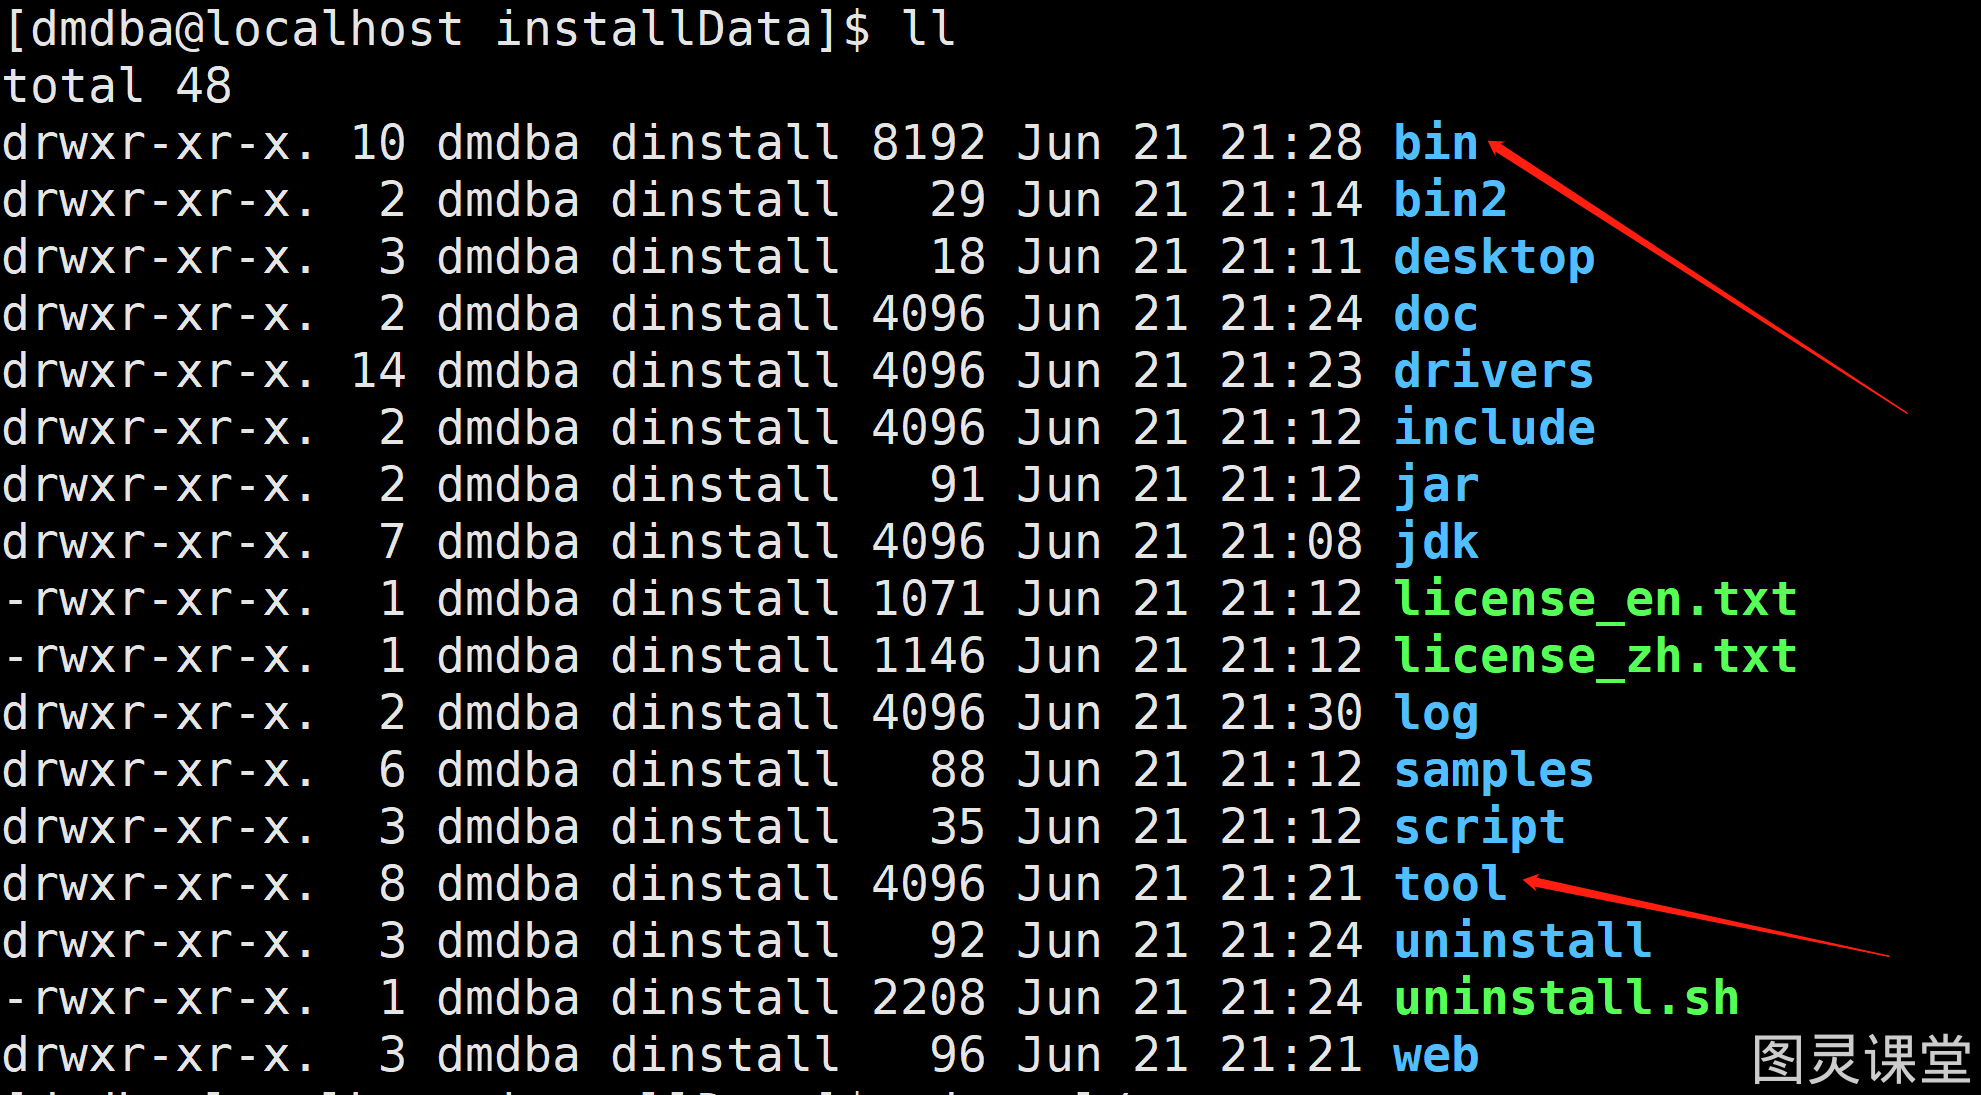 [dmdba@localhost installData]$ ll
total 48
drwxr-xr-x. 10 dmdba dinstall 8192 Jun 21 21:28 bin
drwxr-xr-x.  2 dmdba dinstall   29 Jun 21 21:14 bin2
drwxr-xr-x.  3 dmdba dinstall   18 Jun 21 21:11 desktop
drwxr-xr-x.  2 dmdba dinstall 4096 Jun 21 21:24 doc
drwxr-xr-x. 14 dmdba dinstall 4096 Jun 21 21:23 drivers
drwxr-xr-x.  2 dmdba dinstall 4096 Jun 21 21:12 include
drwxr-xr-x.  2 dmdba dinstall   91 Jun 21 21:12 jar
drwxr-xr-x.  7 dmdba dinstall 4096 Jun 21 21:08 jdk
-rwxr-xr-x.  1 dmdba dinstall 1071 Jun 21 21:12 license_en.txt
-rwxr-xr-x.  1 dmdba dinstall 1146 Jun 21 21:12 license_zh.txt
drwxr-xr-x.  2 dmdba dinstall 4096 Jun 21 21:30 log
drwxr-xr-x.  6 dmdba dinstall   88 Jun 21 21:12 samples
drwxr-xr-x.  3 dmdba dinstall   35 Jun 21 21:12 script
drwxr-xr-x.  8 dmdba dinstall 4096 Jun 21 21:21 tool
drwxr-xr-x.  3 dmdba dinstall   92 Jun 21 21:24 uninstall
-rwxr-xr-x.  1 dmdba dinstall 2208 Jun 21 21:24 uninstall.sh
drwxr-xr-x.  3 dmdba dinstall   96 Jun 21 21:21 web
图灵课堂